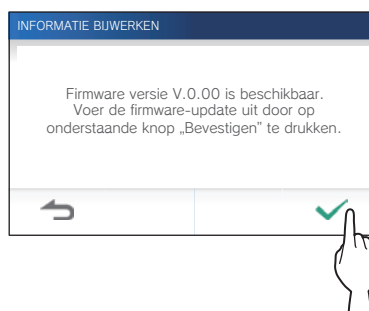 INFORMATIE BIJWERKEN
Firmware versie V.0.00 is beschikbaar.
Voer de firmware-update uit door op
onderstaande knop „Bevestigen” te drukken.